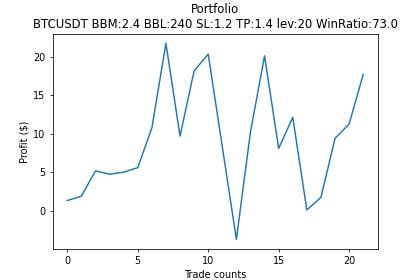 Portfolio
BTCUSDT BBM:2.4 BBL:240 SL:1.2 TP:1.4 lev:20 WinRatio:73.0
20
15
10
5
0
Profit ($)
0 5 10 15 20
Trade counts